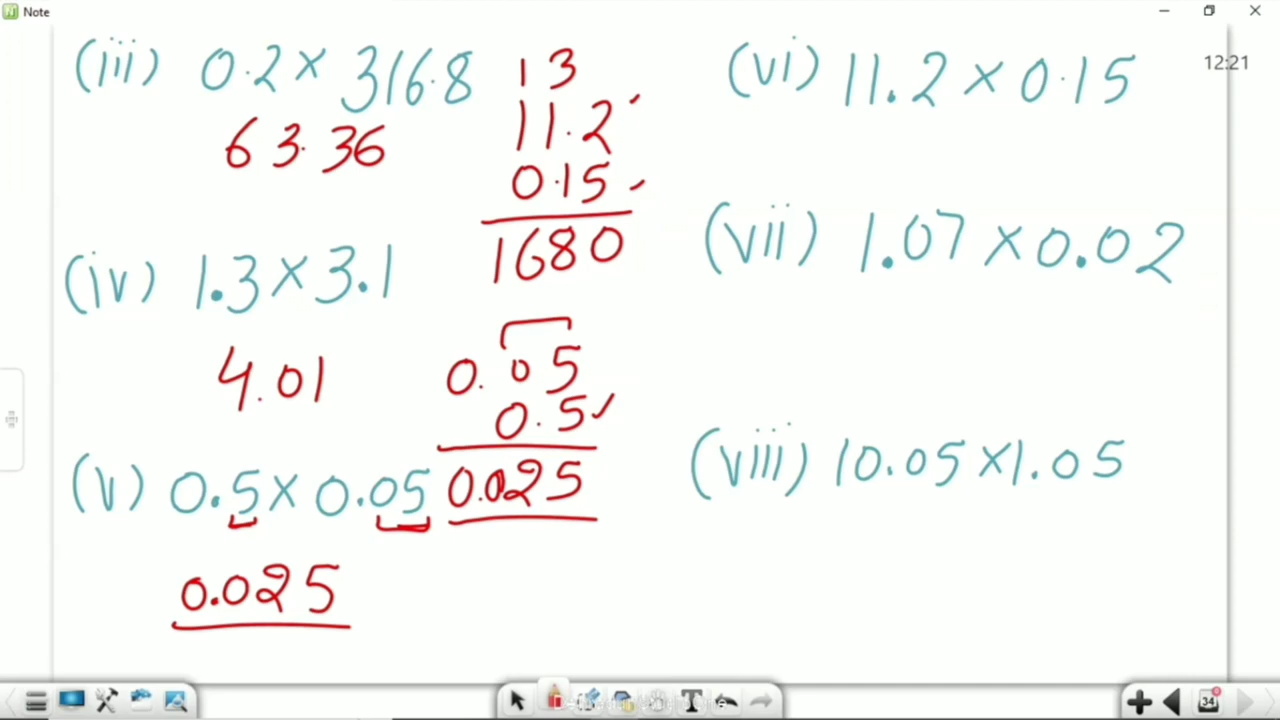 Note
(iii) 0.2 × 316.8
63.36
(iv) 1.3 × 3.1
4.01
(v) 0.5 × 0.05
0.025
13
11.2
0.15
1680
0.05
0.5
0.025
(vi) 11.2 × 0.15
(vii) 1.07 × 0.02
(viii) 10.05 × 1.05
12:21
T
34